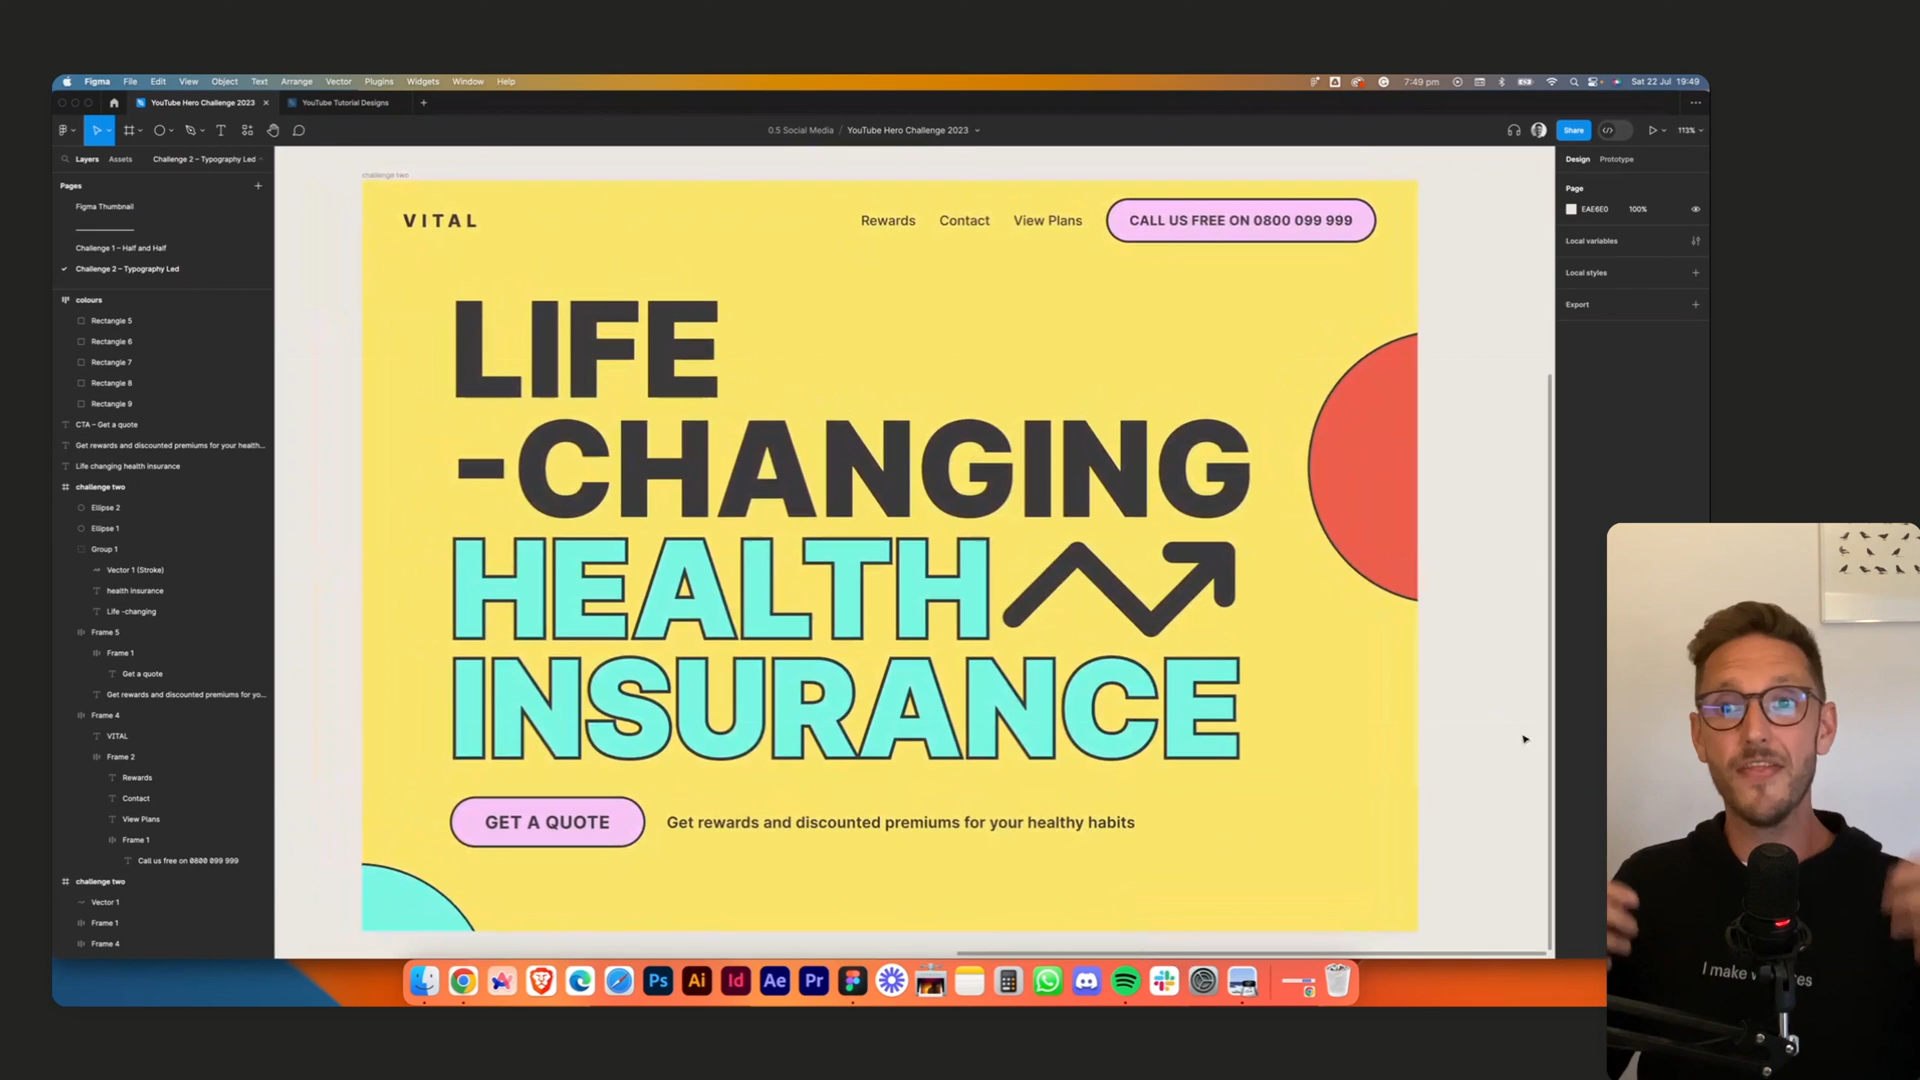 Figma File Edit View Object Text Arrange Vector Plugins Widgets Window Help
7:49 pm Sat 22 Jul 19:49
YouTube Hero Challenge 2023
YouTube Tutorial Designs
0.5 Social Media / YouTube Hero Challenge 2023
Share
113%
Layers Assets Challenge 2 – Typography Led
Pages
Figma Thumbnail
Challenge 1 – Half and Half
Challenge 2 – Typography Led
colours
Rectangle 5
Rectangle 6
Rectangle 7
Rectangle 8
Rectangle 9
CTA – Get a quote
Get rewards and discounted premiums for your health...
Life changing health insurance
challenge two
Ellipse 2
Ellipse 1
Group 1
Vector 1 (Stroke)
health insurance
Life -changing
Frame 5
Frame 1
Get a quote
Get rewards and discounted premiums for yo...
Frame 4
VITAL
Frame 2
Rewards
Contact
View Plans
Frame 1
Call us free on 0800 099 999
challenge two
Vector 1
Frame 1
Frame 4
challenge two
VITAL
Rewards Contact View Plans CALL US FREE ON 0800 099 999
LIFE
-CHANGING
HEALTH
INSURANCE
GET A QUOTE Get rewards and discounted premiums for your healthy habits
Design Prototype
Page
EAE6E0 100%
Local variables
Local styles
Export
Ps Ai Id Ae Pr
I make